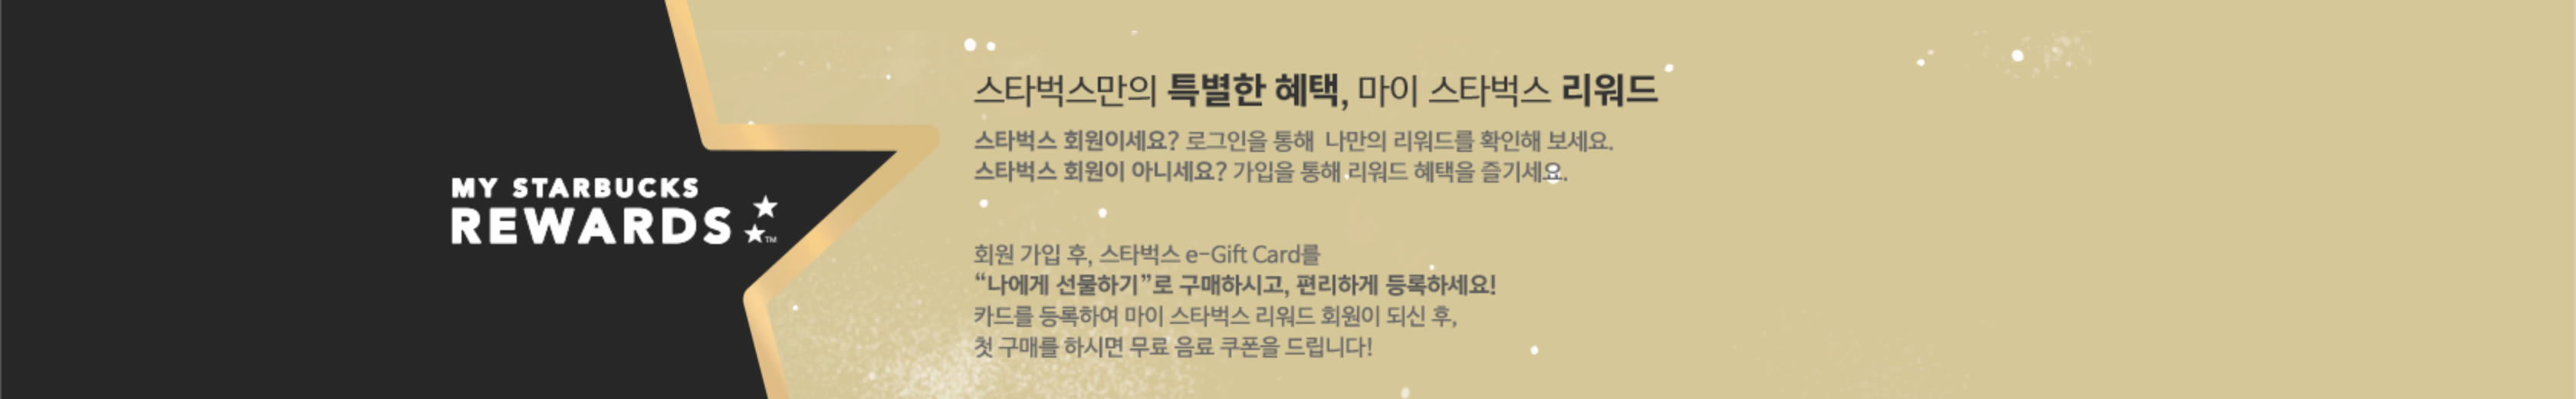 MY STARBUCKS
REWARDS
TM
스타벅스만의 특별한 혜택, 마이 스타벅스 리워드
스타벅스 회원이세요? 로그인을 통해 나만의 리워드를 확인해 보세요.
스타벅스 회원이 아니세요? 가입을 통해 리워드 혜택을 즐기세요.
회원 가입 후, 스타벅스 e-Gift Card를
“나에게 선물하기”로 구매하시고, 편리하게 등록하세요!
카드를 등록하여 마이 스타벅스 리워드 회원이 되신 후,
첫 구매를 하시면 무료 음료 쿠폰을 드립니다!